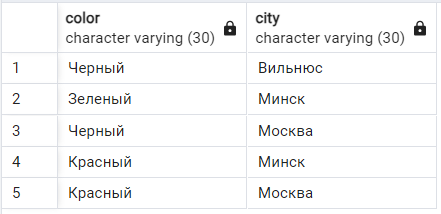 color city
character varying (30) character varying (30)
1 Черный Вильнюс
2 Зеленый Минск
3 Черный Москва
4 Красный Минск
5 Красный Москва